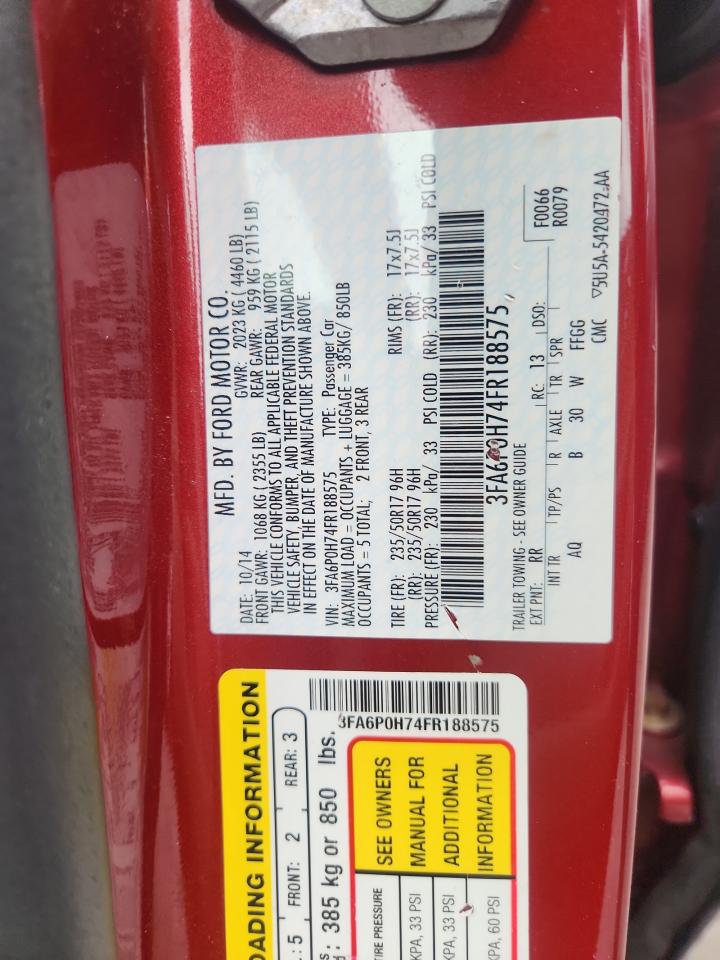 MFD. BY FORD MOTOR CO.
DATE: 10/14 GVWR: 2023 KG ( 4460 LB)
FRONT GAWR: 1068 KG ( 2355 LB) REAR GAWR: 959 KG ( 2115 LB)
THIS VEHICLE CONFORMS TO ALL APPLICABLE FEDERAL MOTOR
VEHICLE SAFETY, BUMPER, AND THEFT PREVENTION STANDARDS
IN EFFECT ON THE DATE OF MANUFACTURE SHOWN ABOVE.
VIN: 3FA6P0H74FR188575 TYPE: Passenger Car
MAXIMUM LOAD = OCCUPANTS + LUGGAGE = 385KG/ 850LB
OCCUPANTS = 5 TOTAL; 2 FRONT, 3 REAR
TIRE (FR): 235/50R17 96H RIMS (FR): 17x7.5J
(RR): 235/50R17 96H (RR): 17x7.5J
PRESSURE (FR): 230 kPa/ 33 PSI COLD (RR): 230 kPa/ 33 PSI COLD
3FA6P0H74FR188575
TRAILER TOWING - SEE OWNER GUIDE
F0066
EXT PNT: RR RC: 13 DSO: R0079
INT TR TP/PS R AXLE TR SPR
AQ B 30 W FFGG
CMC ▽5U5A-5420472-AA
OADING INFORMATION
: 5 FRONT: 2 REAR: 3
: 385 kg or 850 lbs.
3FA6P0H74FR188575
TIRE PRESSURE
KPA, 33 PSI
KPA, 33 PSI
KPA, 60 PSI
SEE OWNERS
MANUAL FOR
ADDITIONAL
INFORMATION